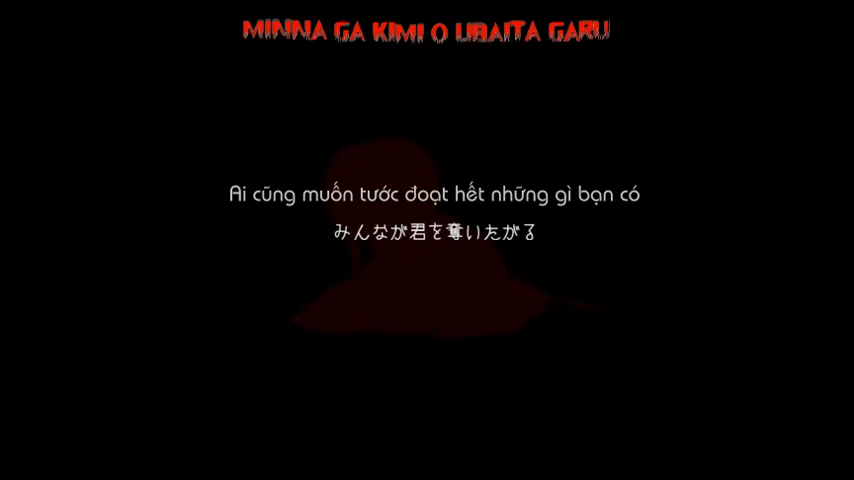 MINNA GA KIMI O UBAITA GARU
Ai cũng muốn tước đoạt hết những gì bạn có
みんなが君を奪いたがる